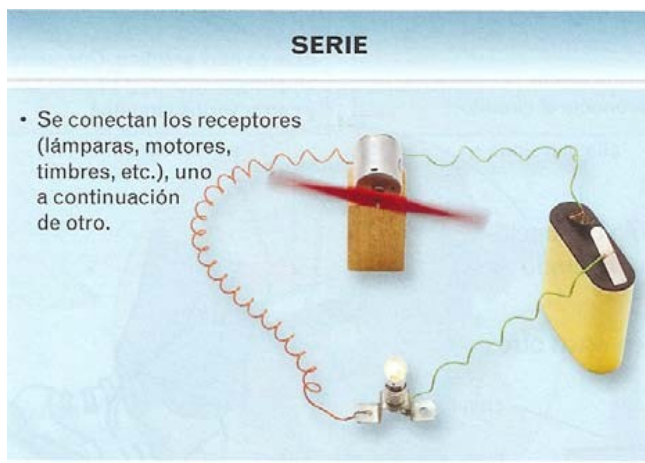 SERIE
• Se conectan los receptores
(lámparas, motores,
timbres, etc.), uno
a continuación
de otro.